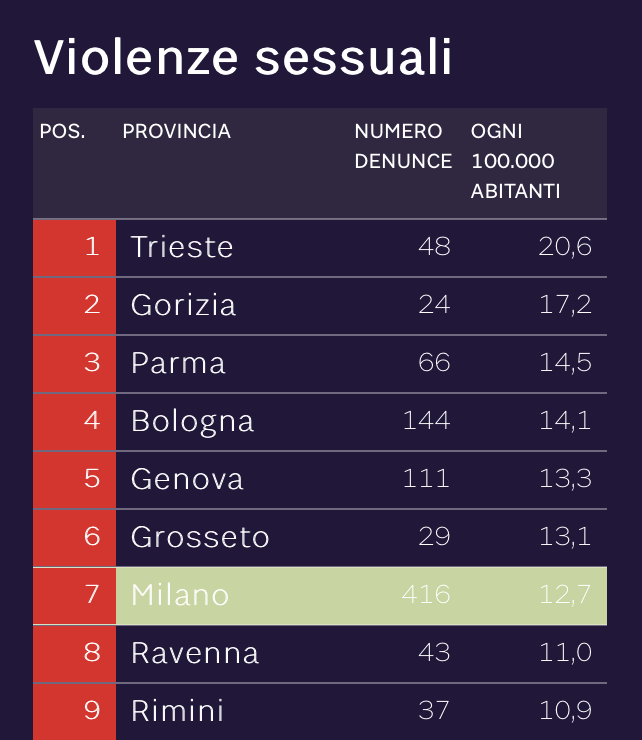 Violenze sessuali
POS. PROVINCIA NUMERO DENUNCE OGNI 100.000 ABITANTI
1 Trieste 48 20,6
2 Gorizia 24 17,2
3 Parma 66 14,5
4 Bologna 144 14,1
5 Genova 111 13,3
6 Grosseto 29 13,1
7 Milano 416 12,7
8 Ravenna 43 11,0
9 Rimini 37 10,9